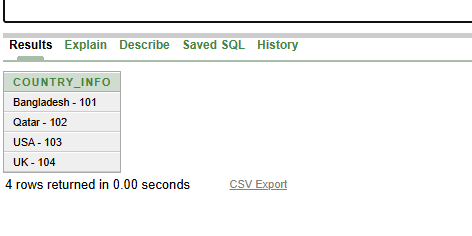 Results Explain Describe Saved SQL History
COUNTRY_INFO
Bangladesh - 101
Qatar - 102
USA - 103
UK - 104
4 rows returned in 0.00 seconds CSV Export